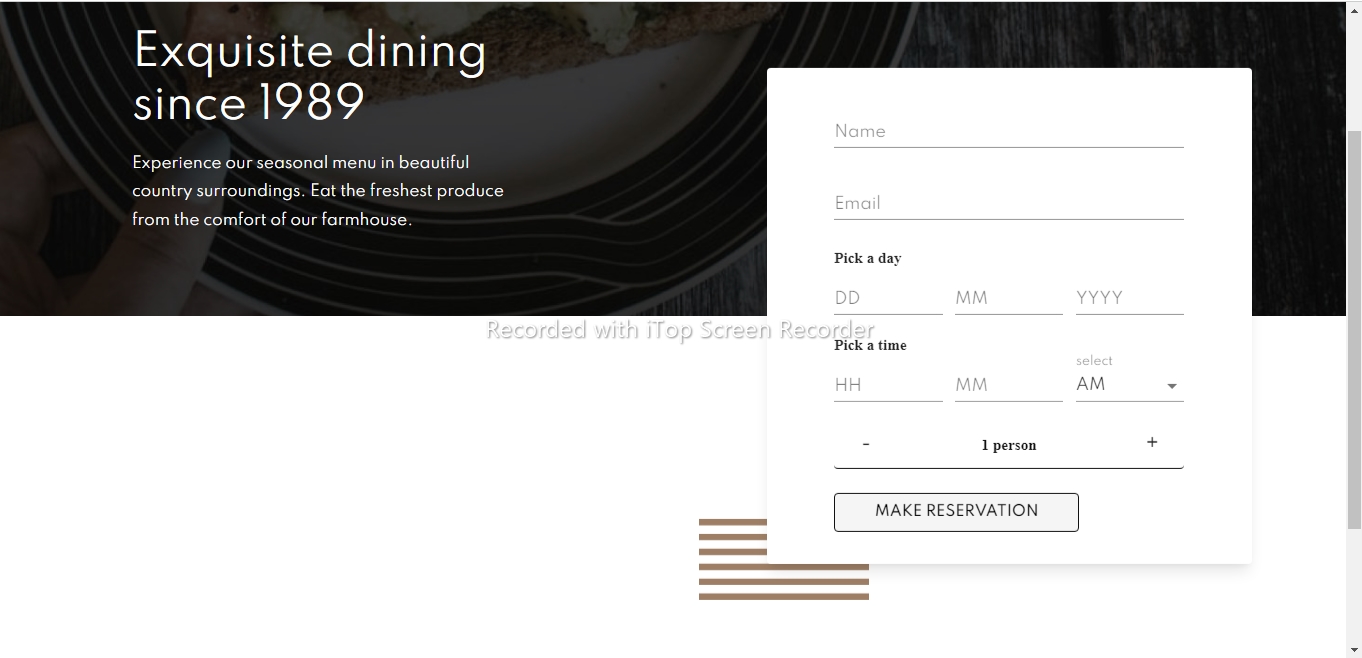 Exquisite dining
since 1989
Experience our seasonal menu in beautiful
country surroundings. Eat the freshest produce
from the comfort of our farmhouse.
Name
Email
Pick a day
DD MM YYYY
Recorded with iTop Screen Recorder
Pick a time
select
HH MM AM
- 1 person +
MAKE RESERVATION